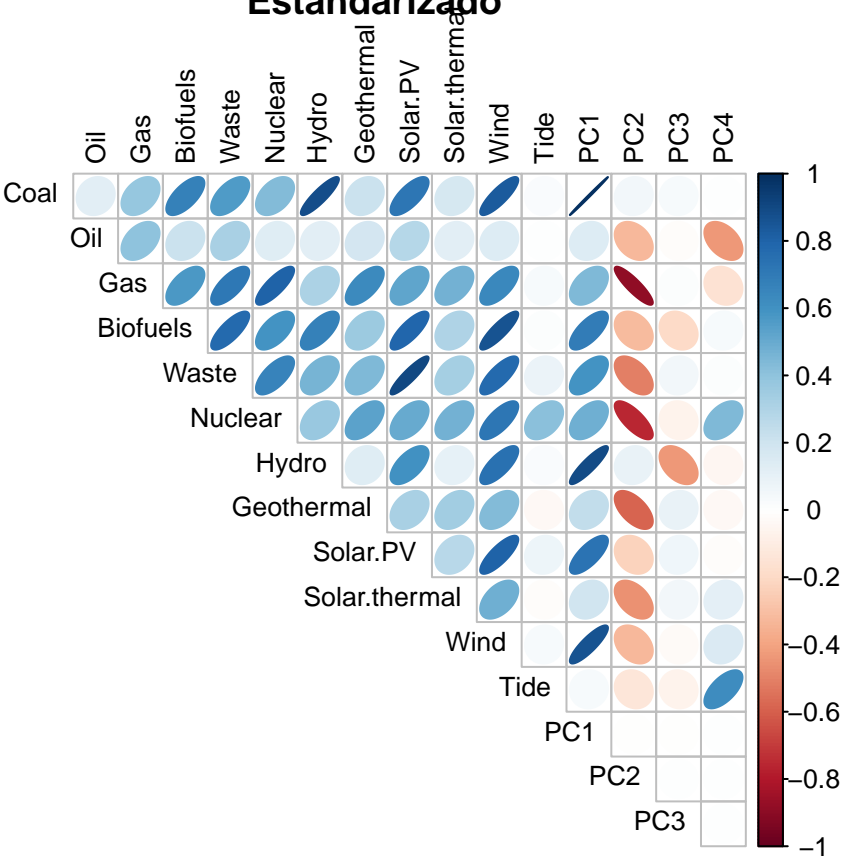 Estandarizado
Oil Gas Biofuels Waste Nuclear Hydro Geothermal Solar.PV Solar.thermal Wind Tide PC1 PC2 PC3 PC4
Coal
Oil
Gas
Biofuels
Waste
Nuclear
Hydro
Geothermal
Solar.PV
Solar.thermal
Wind
Tide
PC1
PC2
PC3
1
0.8
0.6
0.4
0.2
0
−0.2
−0.4
−0.6
−0.8
−1